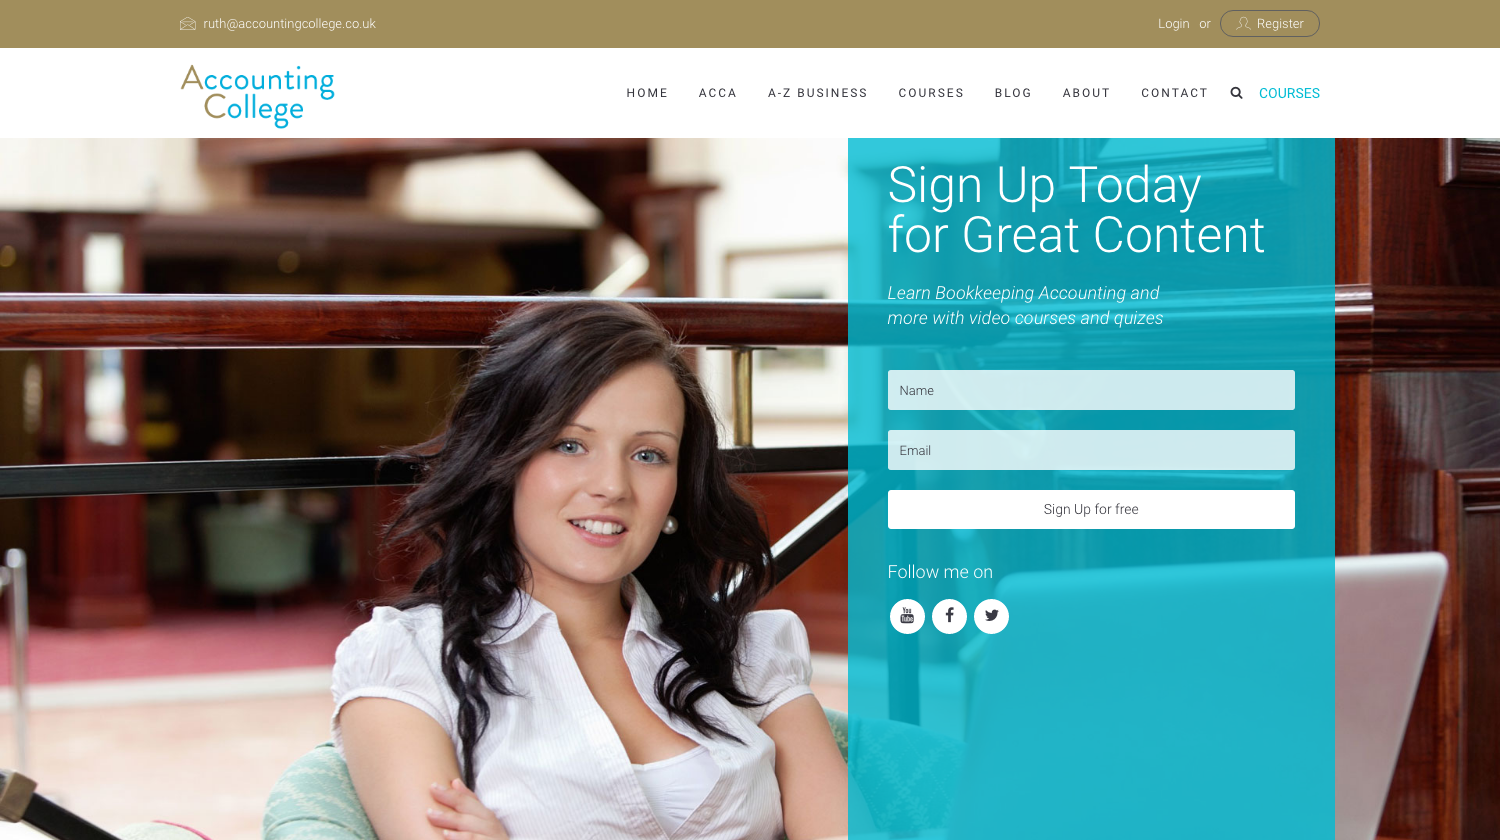 ruth@accountingcollege.co.uk
Login or Register
Accounting
College
HOME ACCA A-Z BUSINESS COURSES BLOG ABOUT CONTACT COURSES
Sign Up Today
for Great Content
Learn Bookkeeping Accounting and
more with video courses and quizes
Name
Email
Sign Up for free
Follow me on
You
Tube